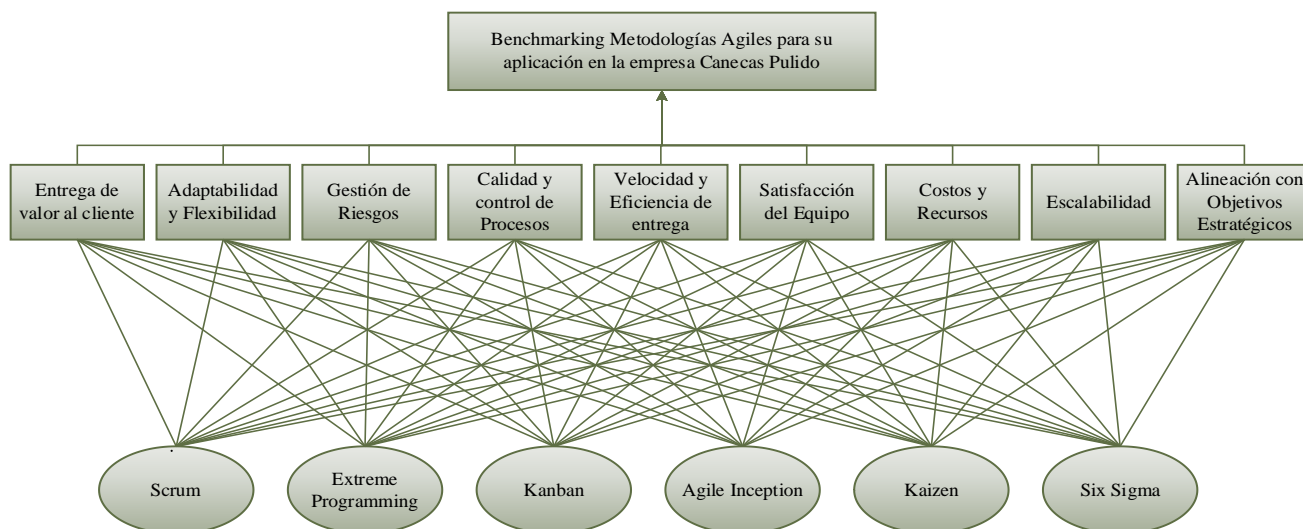 Benchmarking Metodologías Agiles para su
aplicación en la empresa Canecas Pulido
Entrega de
valor al cliente
Adaptabilidad
y Flexibilidad
Gestión de
Riesgos
Calidad y
control de
Procesos
Velocidad y
Eficiencia de
entrega
Satisfacción
del Equipo
Costos y
Recursos
Escalabilidad
Alineación con
Objetivos
Estratégicos
Scrum
Extreme
Programming
Kanban
Agile Inception
Kaizen
Six Sigma